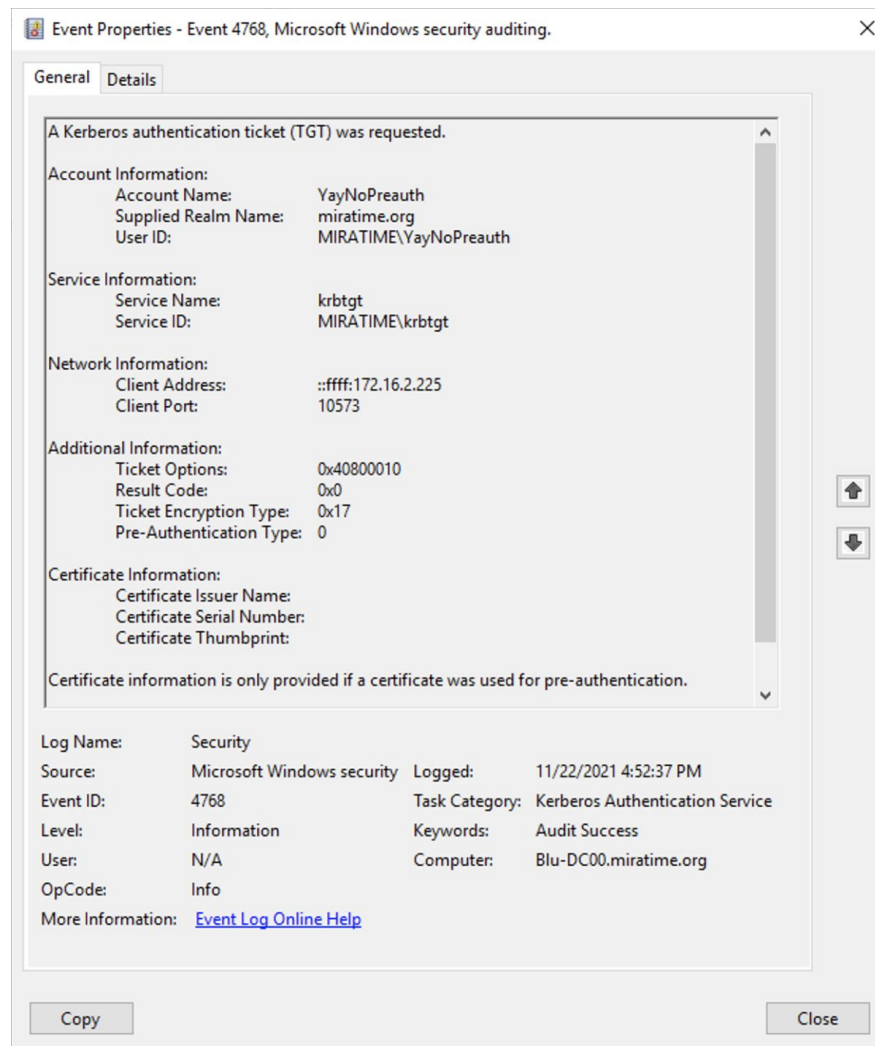 Event Properties - Event 4768, Microsoft Windows security auditing.
General Details
A Kerberos authentication ticket (TGT) was requested.
Account Information:
Account Name: YayNoPreauth
Supplied Realm Name: miratime.org
User ID: MIRATIME\YayNoPreauth
Service Information:
Service Name: krbtgt
Service ID: MIRATIME\krbtgt
Network Information:
Client Address: ::ffff:172.16.2.225
Client Port: 10573
Additional Information:
Ticket Options: 0x40800010
Result Code: 0x0
Ticket Encryption Type: 0x17
Pre-Authentication Type: 0
Certificate Information:
Certificate Issuer Name:
Certificate Serial Number:
Certificate Thumbprint:
Certificate information is only provided if a certificate was used for pre-authentication.
Log Name: Security
Source: Microsoft Windows security Logged: 11/22/2021 4:52:37 PM
Event ID: 4768 Task Category: Kerberos Authentication Service
Level: Information Keywords: Audit Success
User: N/A Computer: Blu-DC00.miratime.org
OpCode: Info
More Information: Event Log Online Help
Copy Close